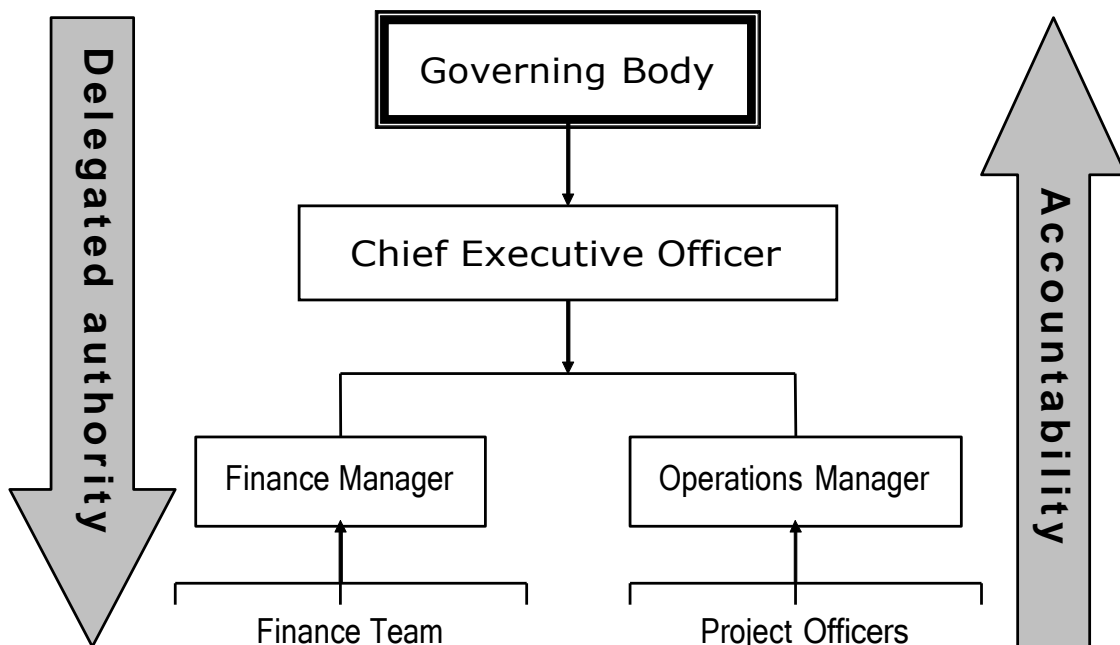 Governing Body
Delegated authority
Accountability
Chief Executive Officer
Finance Manager
Operations Manager
Finance Team
Project Officers